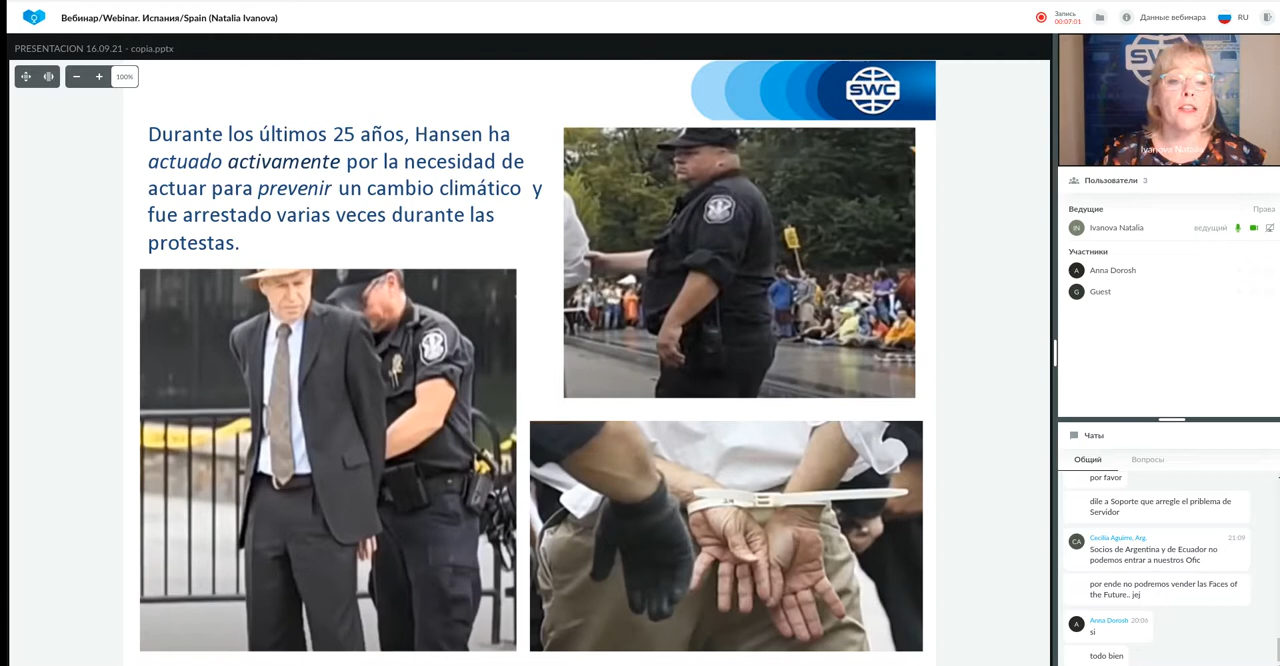 Вебинар/Webinar. Испания/Spain (Natalia Ivanova)
Запись
00:07:01
Данные вебинара
RU
PRESENTACION 16.09.21 - copia.pptx
100%
SWC
Durante los últimos 25 años, Hansen ha
actuado activamente por la necesidad de
actuar para prevenir un cambio climático y
fue arrestado varias veces durante las
protestas.
Ivanova Natalia
Пользователи 3
Ведущие
Права
IN
Ivanova Natalia
ведущий
Участники
A
Anna Dorosh
G
Guest
Чаты
Общий
Вопросы
por favor
dile a Soporte que arregle el priblema de
Servidor
CA
Cecilia Aguirre, Arg.
21:09
Socios de Argentina y de Ecuador no
podemos entrar a nuestros Ofic
por ende no podremos vender las Faces of
the Future.. jej
A
Anna Dorosh 20:06
si
todo bien